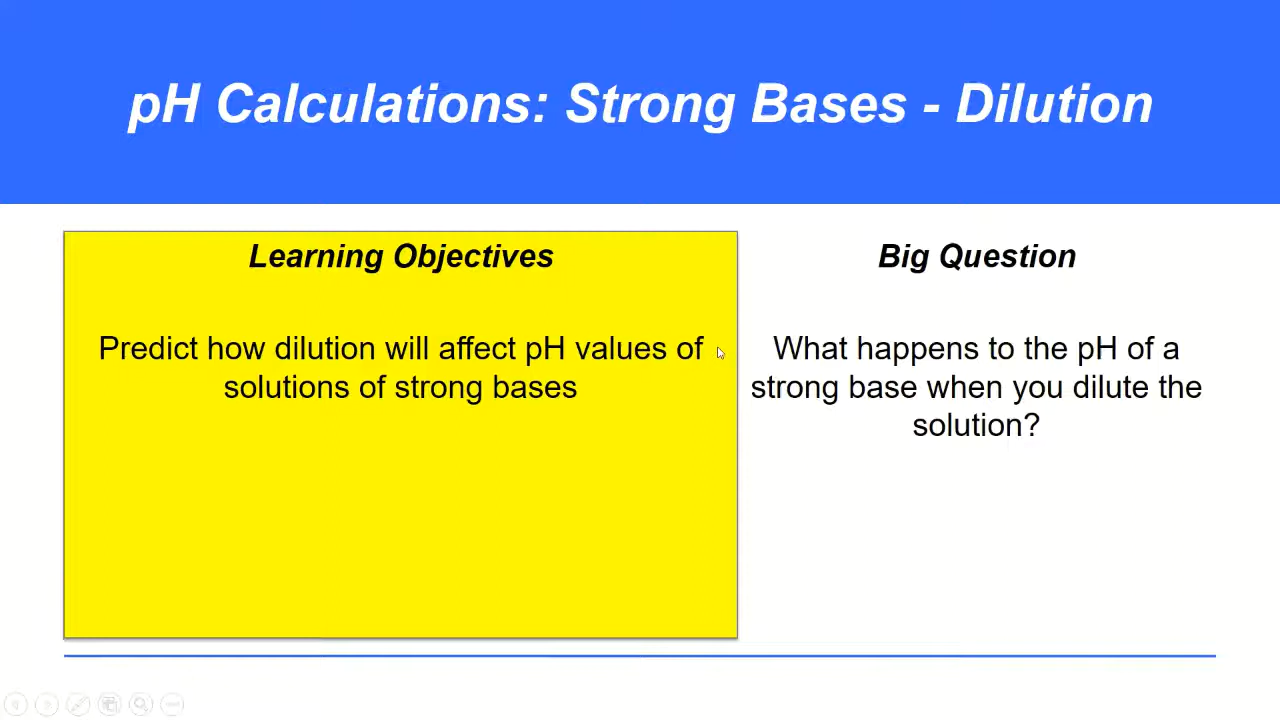 pH Calculations: Strong Bases - Dilution
Learning Objectives
Predict how dilution will affect pH values of
solutions of strong bases
Big Question
What happens to the pH of a
strong base when you dilute the
solution?